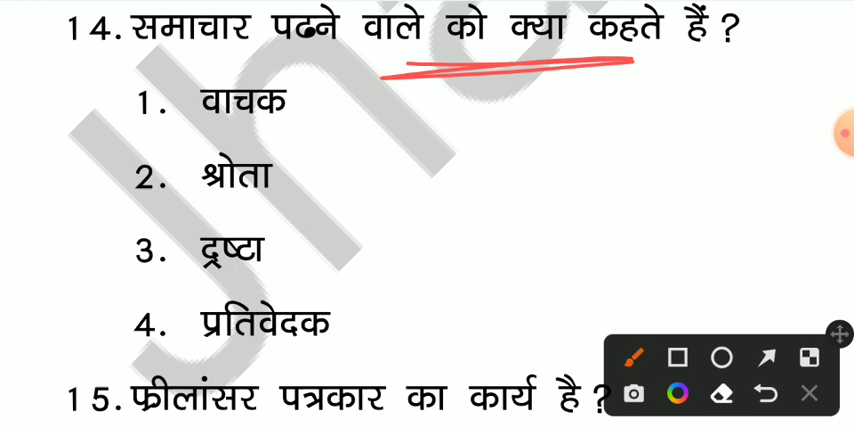 14. समाचार पढने वाले को क्या कहते हैं ?
1. वाचक
2. श्रोता
3. द्रष्टा
4. प्रतिवेदक
15. फ्रीलांसर पत्रकार का कार्य है ?